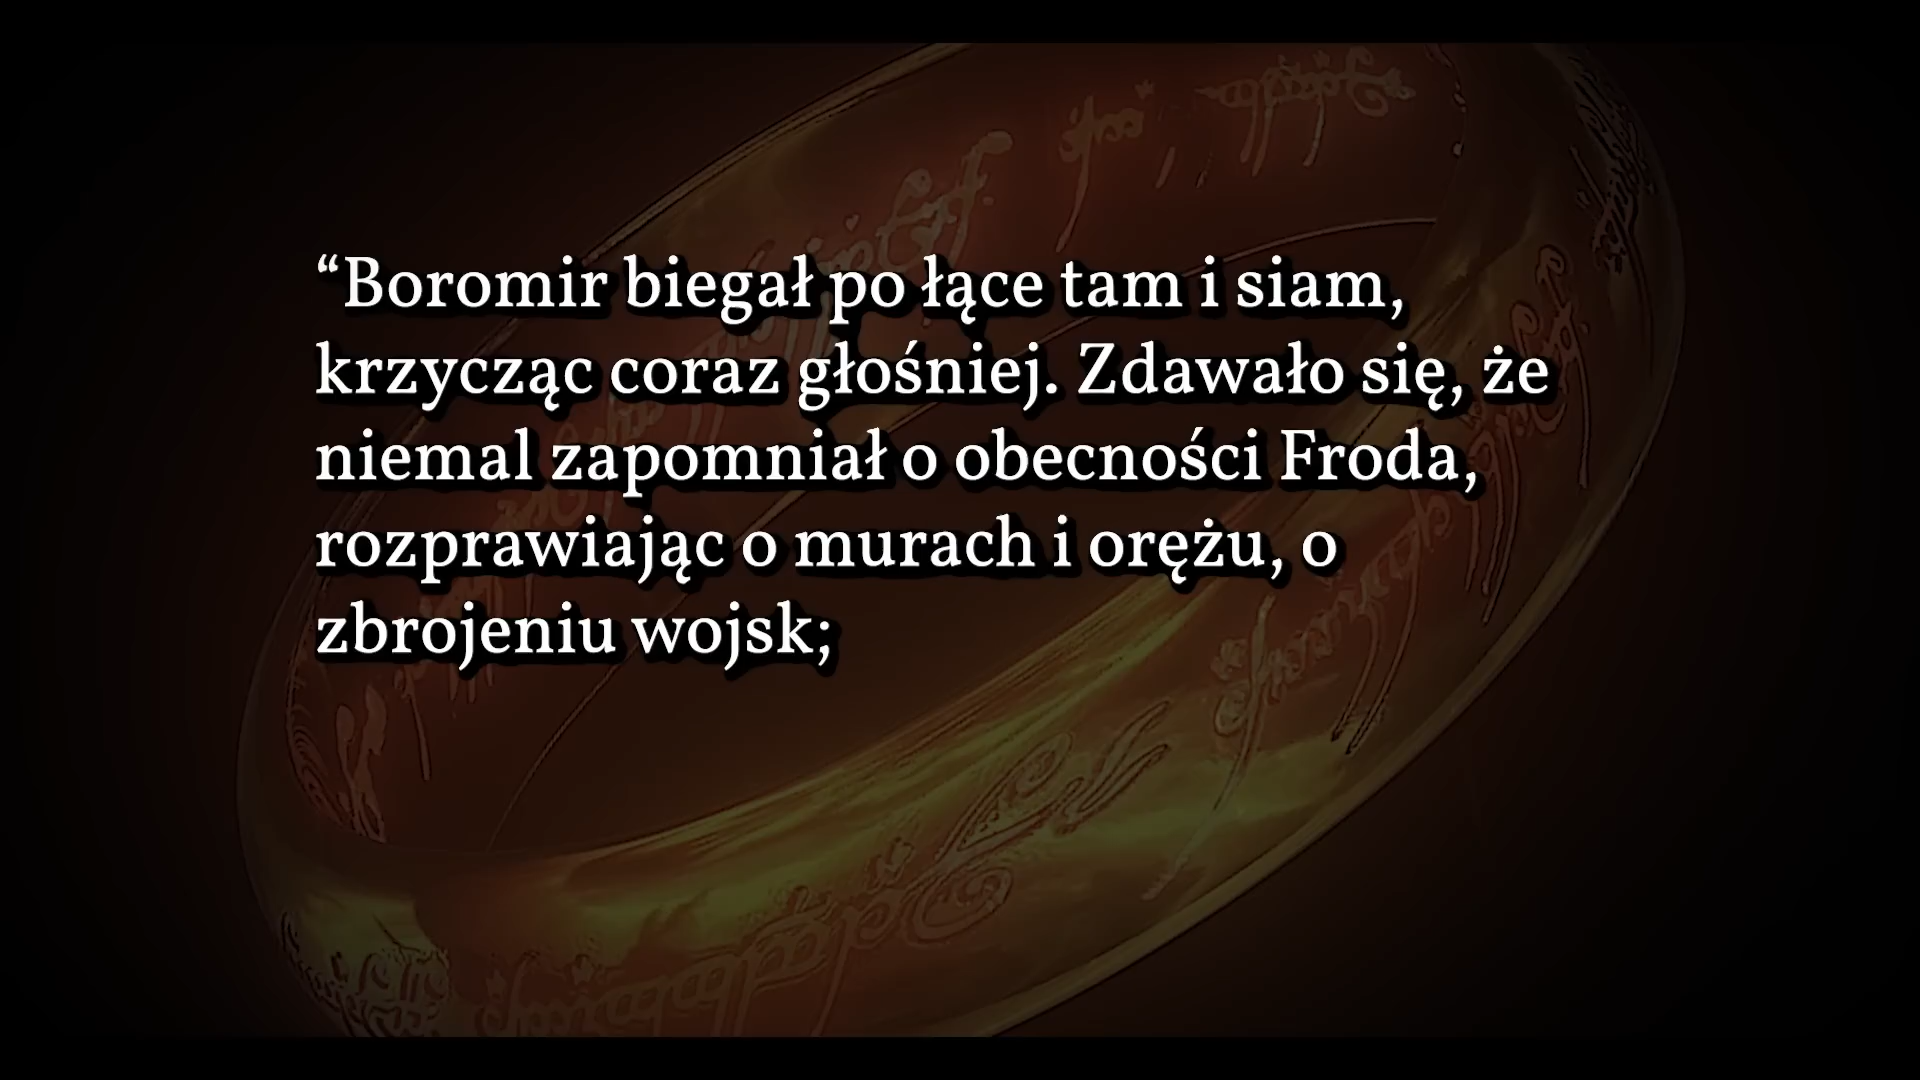 “Boromir biegał po łące tam i siam,
krzycząc coraz głośniej. Zdawało się, że
niemal zapomniał o obecności Froda,
rozprawiając o murach i orężu, o
zbrojeniu wojsk;